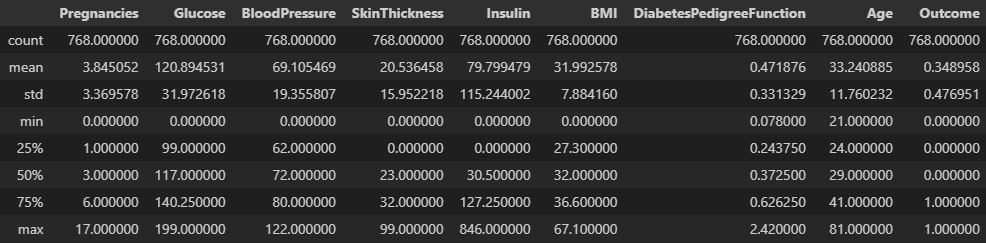 Pregnancies Glucose BloodPressure SkinThickness Insulin BMI DiabetesPedigreeFunction Age Outcome
count 768.000000 768.000000 768.000000 768.000000 768.000000 768.000000 768.000000 768.000000 768.000000
mean 3.845052 120.894531 69.105469 20.536458 79.799479 31.992578 0.471876 33.240885 0.348958
std 3.369578 31.972618 19.355807 15.952218 115.244002 7.884160 0.331329 11.760232 0.476951
min 0.000000 0.000000 0.000000 0.000000 0.000000 0.000000 0.078000 21.000000 0.000000
25% 1.000000 99.000000 62.000000 0.000000 0.000000 27.300000 0.243750 24.000000 0.000000
50% 3.000000 117.000000 72.000000 23.000000 30.500000 32.000000 0.372500 29.000000 0.000000
75% 6.000000 140.250000 80.000000 32.000000 127.250000 36.600000 0.626250 41.000000 1.000000
max 17.000000 199.000000 122.000000 99.000000 846.000000 67.100000 2.420000 81.000000 1.000000